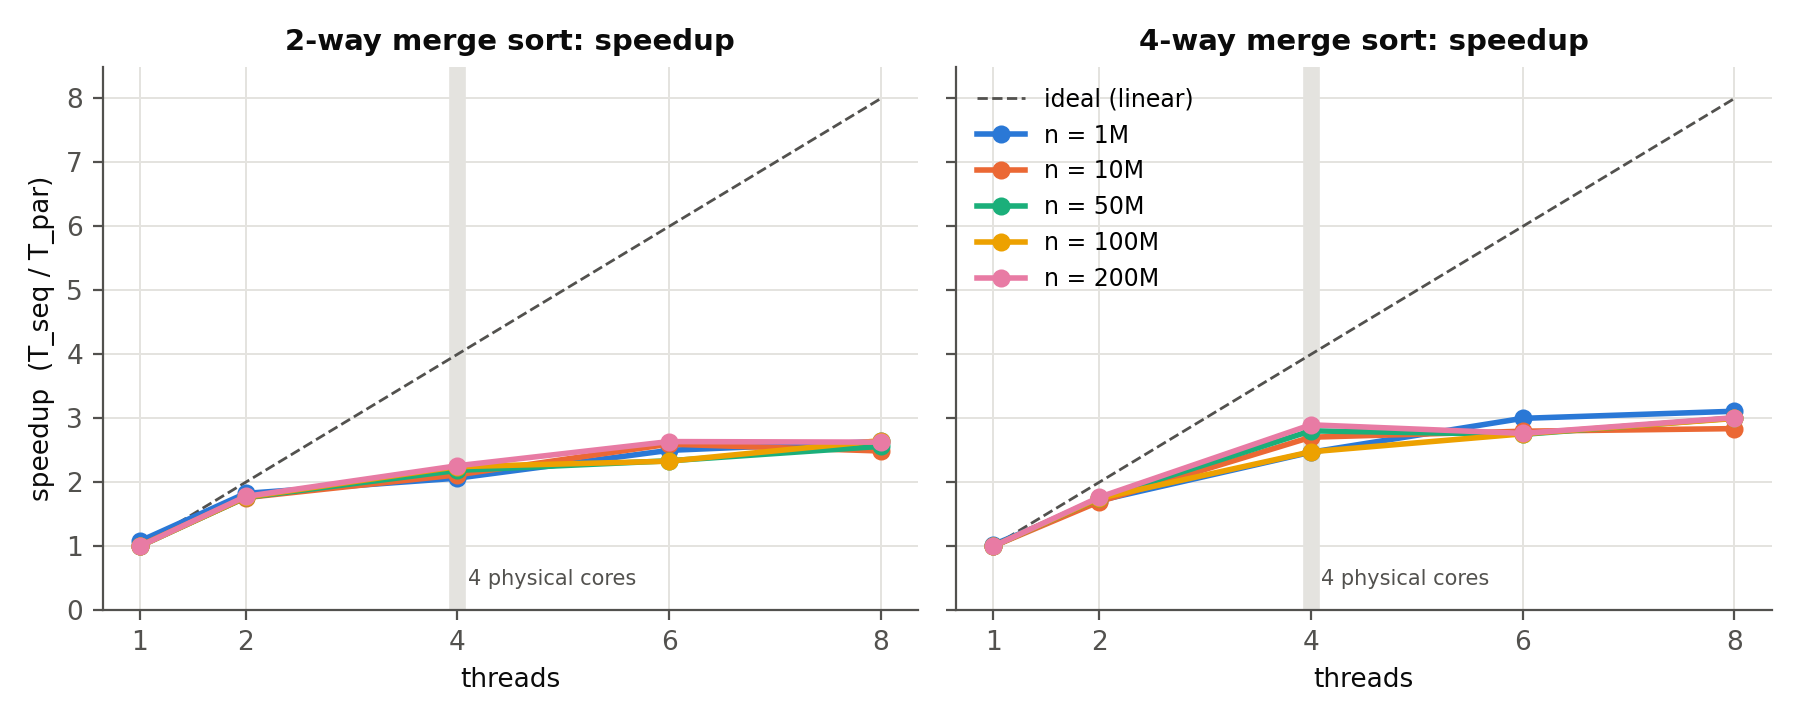 2-way merge sort: speedup
speedup (T_seq / T_par)
8
7
6
5
4
3
2
1
0
4 physical cores
1 2 4 6 8
threads
4-way merge sort: speedup
ideal (linear)
n = 1M
n = 10M
n = 50M
n = 100M
n = 200M
4 physical cores
1 2 4 6 8
threads